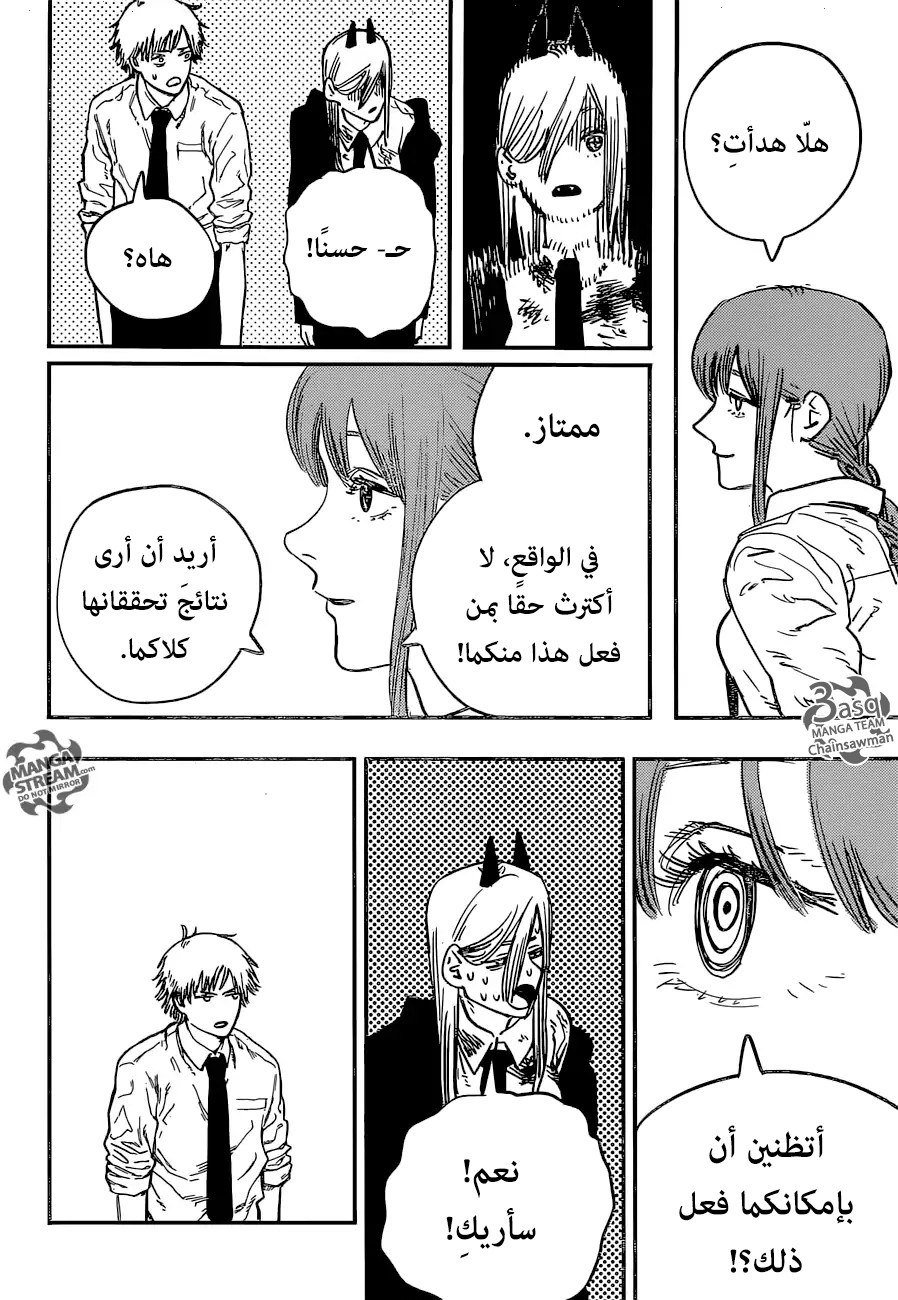 هلّا هدأتِ؟
حـ- حسنًا!
هاه؟
ممتاز.
في الواقع، لا
أكترث حقًا بمن
فعل هذا منكما!
أريد أن أرى
نتائجَ تحققانها
كلاكما.
3asq
MANGA TEAM
Chainsawman
MANGA
STREAM.com
DO NOT MIRROR
أتظنين أن
بإمكانكما فعل
ذلك؟!
نعم!
سأريكِ!